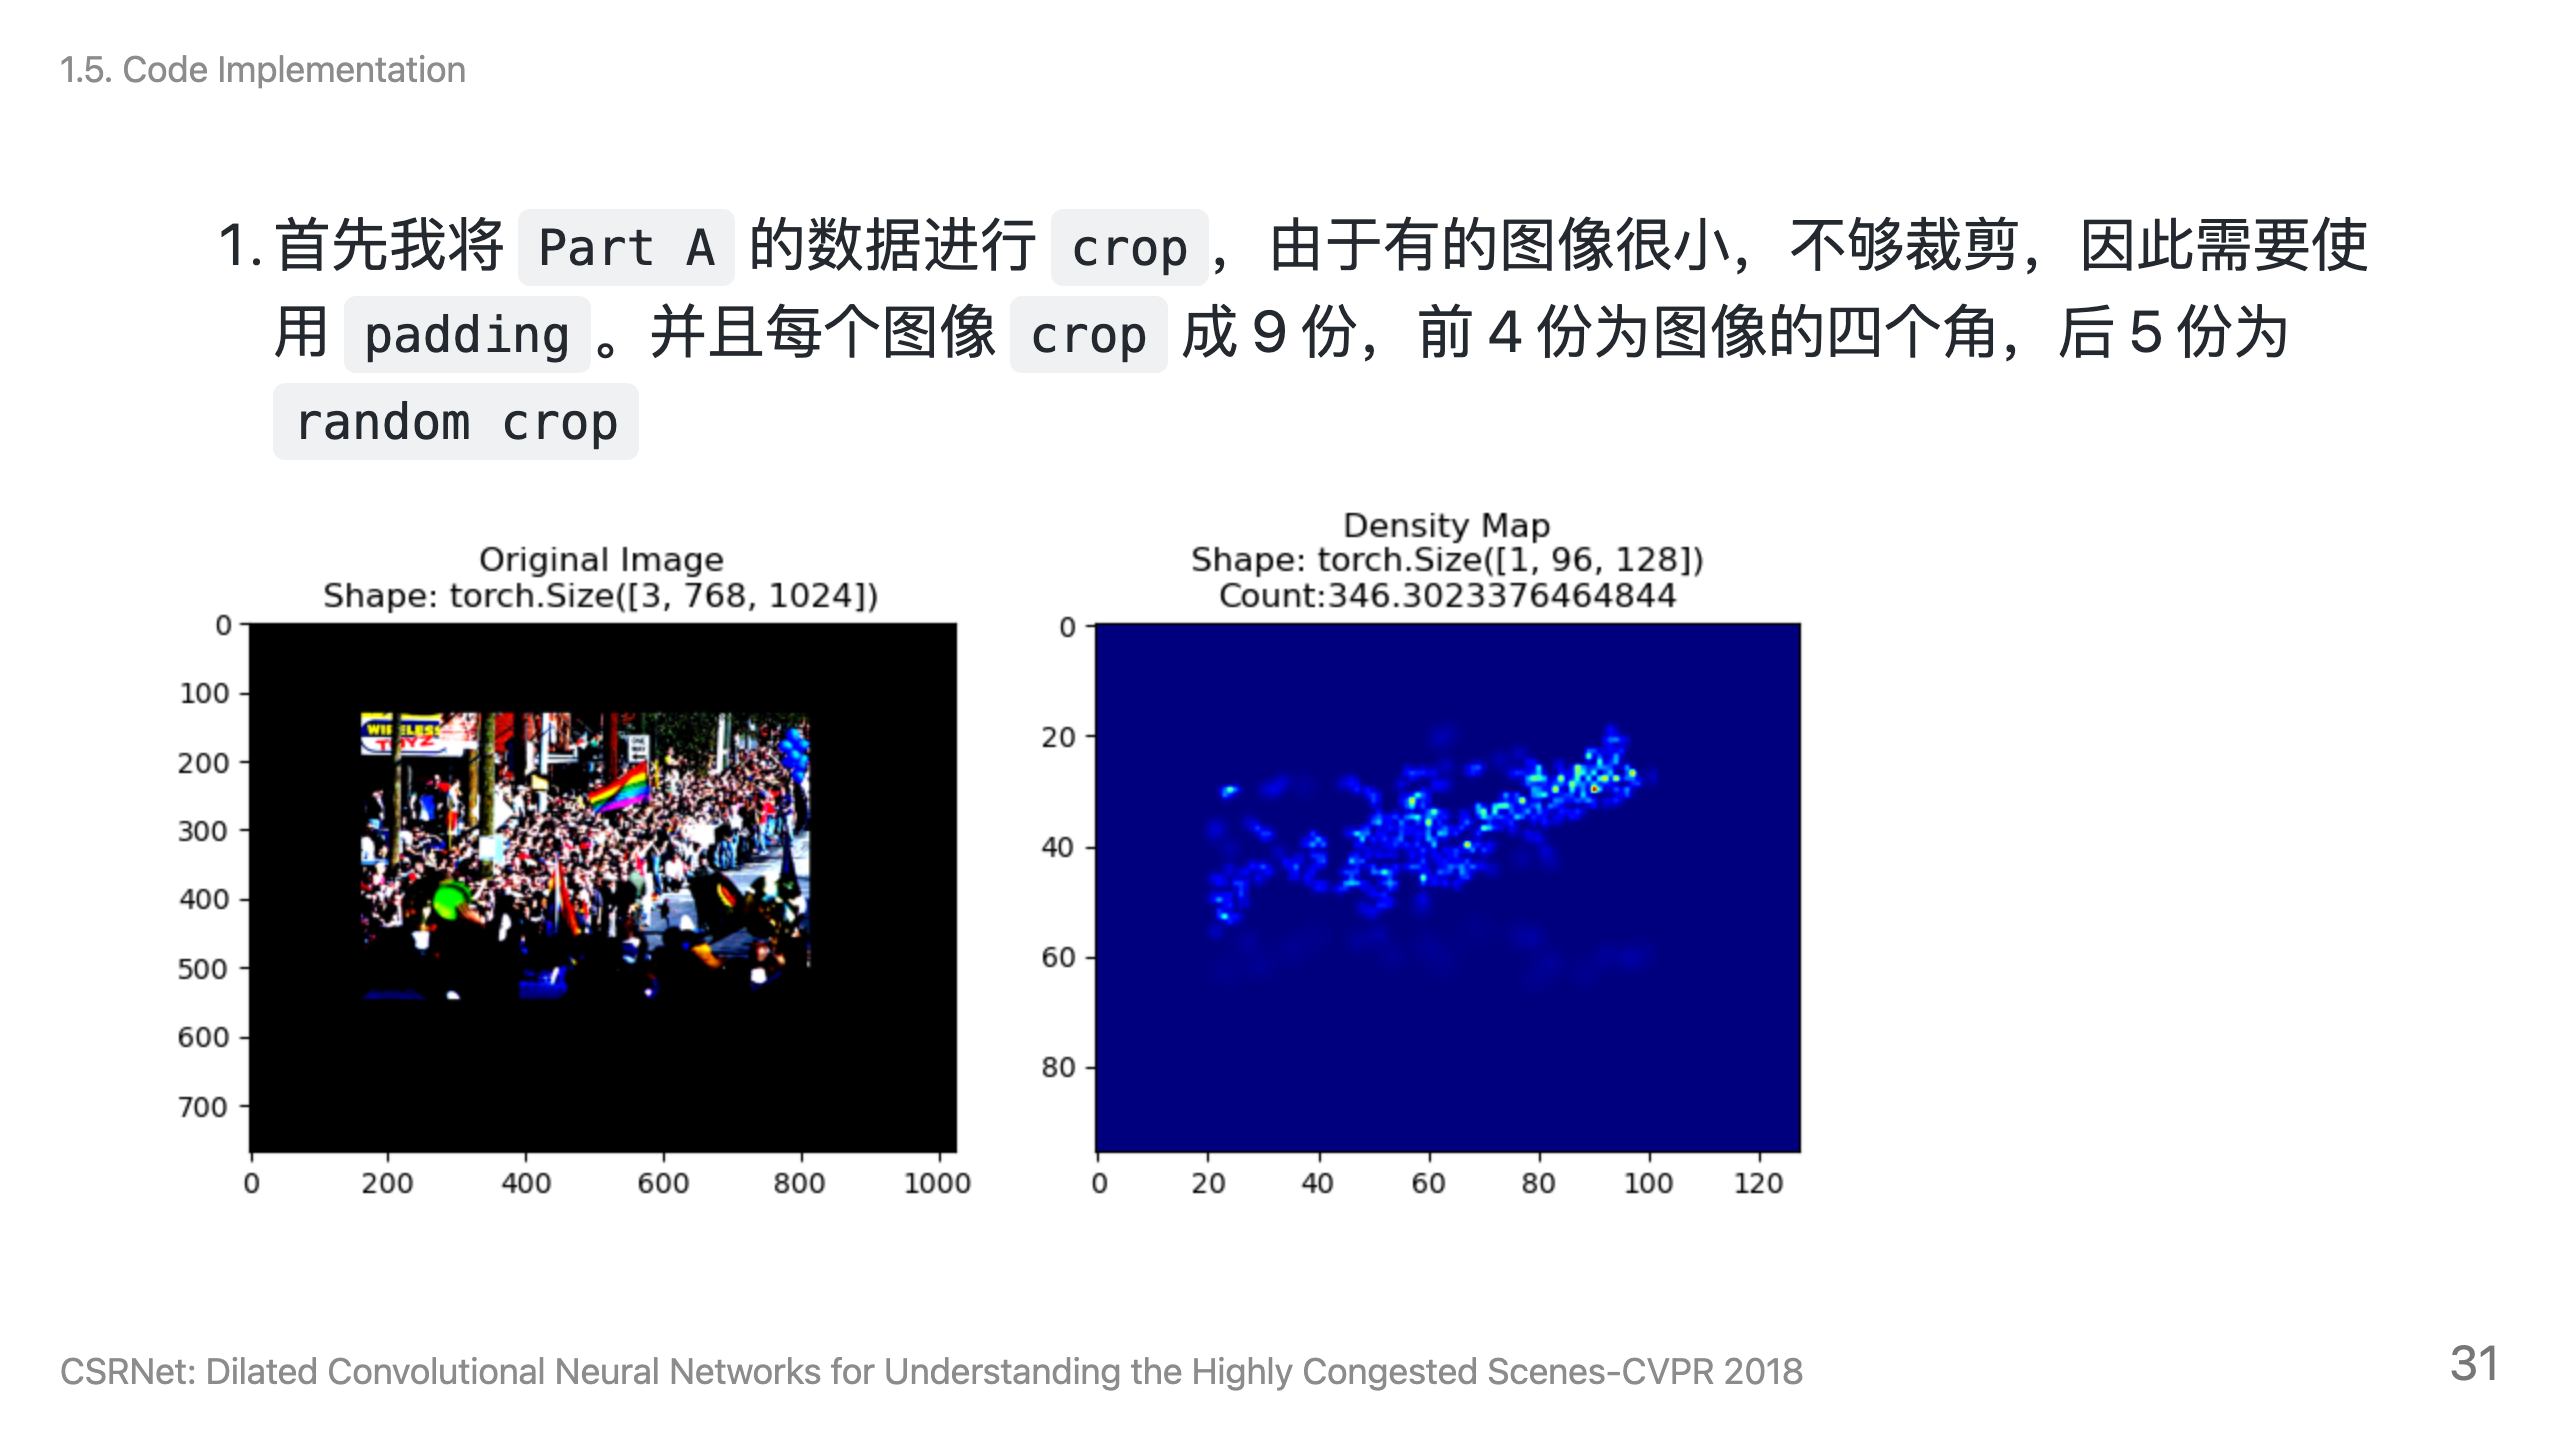 1.5. Code Implementation
1. 首先我将 Part A 的数据进行 crop，由于有的图像很小，不够裁剪，因此需要使
用 padding。并且每个图像 crop 成 9 份，前 4 份为图像的四个角，后 5 份为
random crop
Original Image
Shape: torch.Size([3, 768, 1024])
0
100
200
300
400
500
600
700
0 200 400 600 800 1000
WIRELESS
TOYZ
ONE
WAY
Density Map
Shape: torch.Size([1, 96, 128])
Count:346.3023376464844
0
20
40
60
80
0 20 40 60 80 100 120
CSRNet: Dilated Convolutional Neural Networks for Understanding the Highly Congested Scenes-CVPR 2018
31